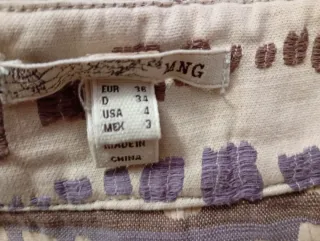 MNG
EUR 36
D 34
USA 4
MEX 3
MADE IN
CHINA